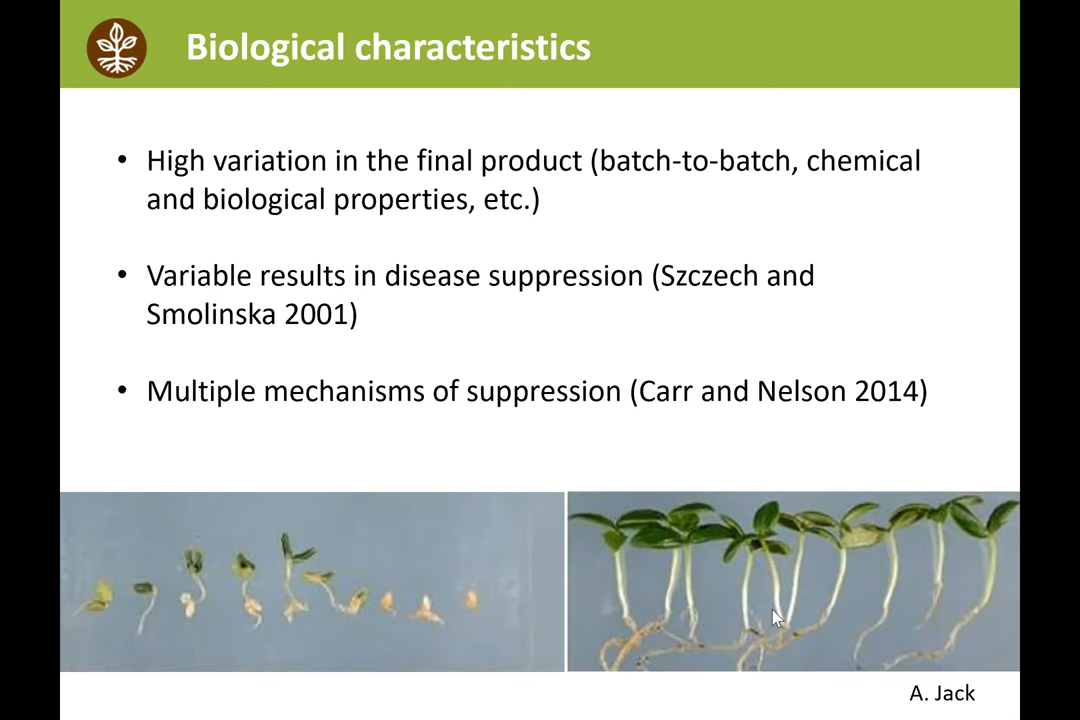 Biological characteristics
• High variation in the final product (batch-to-batch, chemical
and biological properties, etc.)
• Variable results in disease suppression (Szczech and
Smolinska 2001)
• Multiple mechanisms of suppression (Carr and Nelson 2014)
A. Jack